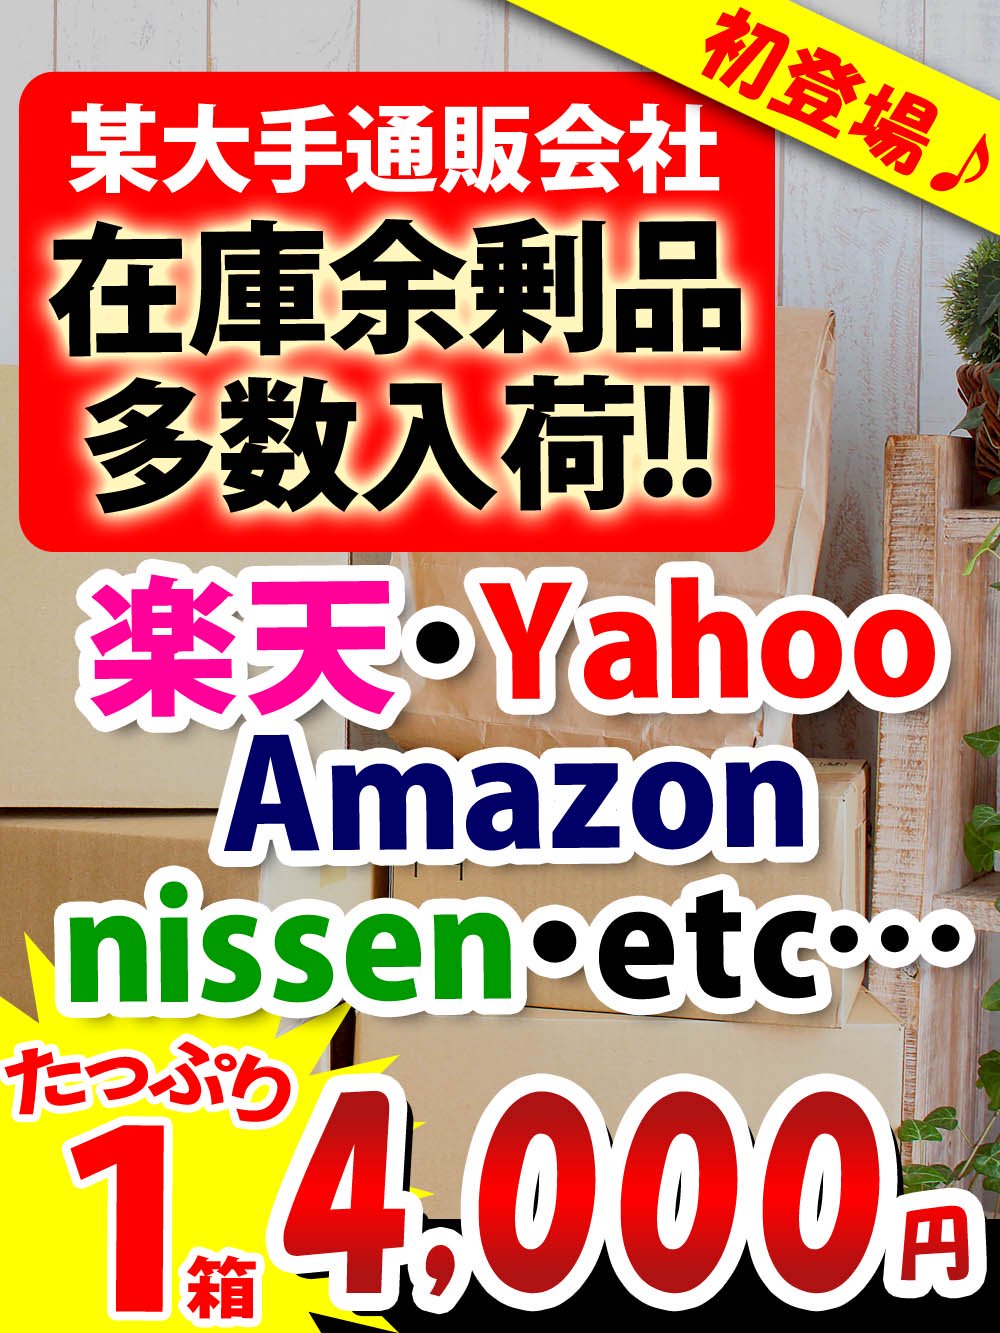 初登場♪
某大手通販会社
在庫余剰品
多数入荷!!
楽天・Yahoo
Amazon
nissen・etc…
たっぷり
1箱
4,000円